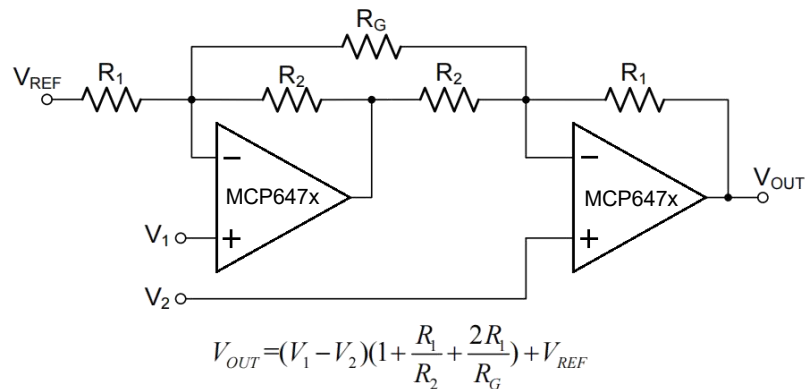 R_G
V_REF R_1 R_2 R_2 R_1
− −
MCP647x MCP647x V_OUT
V_1 + +
V_2
V_OUT=(V_1−V_2)(1+R_1/R_2+2R_1/R_G)+V_REF